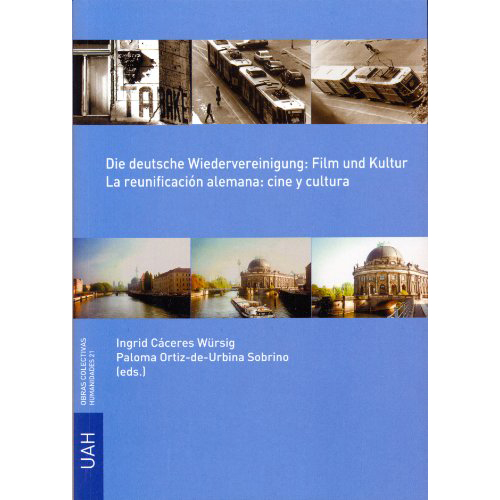 TABAKE
Die deutsche Wiedervereinigung: Film und Kultur
La reunificación alemana: cine y cultura
Ingrid Cáceres Würsig
Paloma Ortiz-de-Urbina Sobrino
(eds.)
OBRAS COLECTIVAS
HUMANIDADES 21
UAH